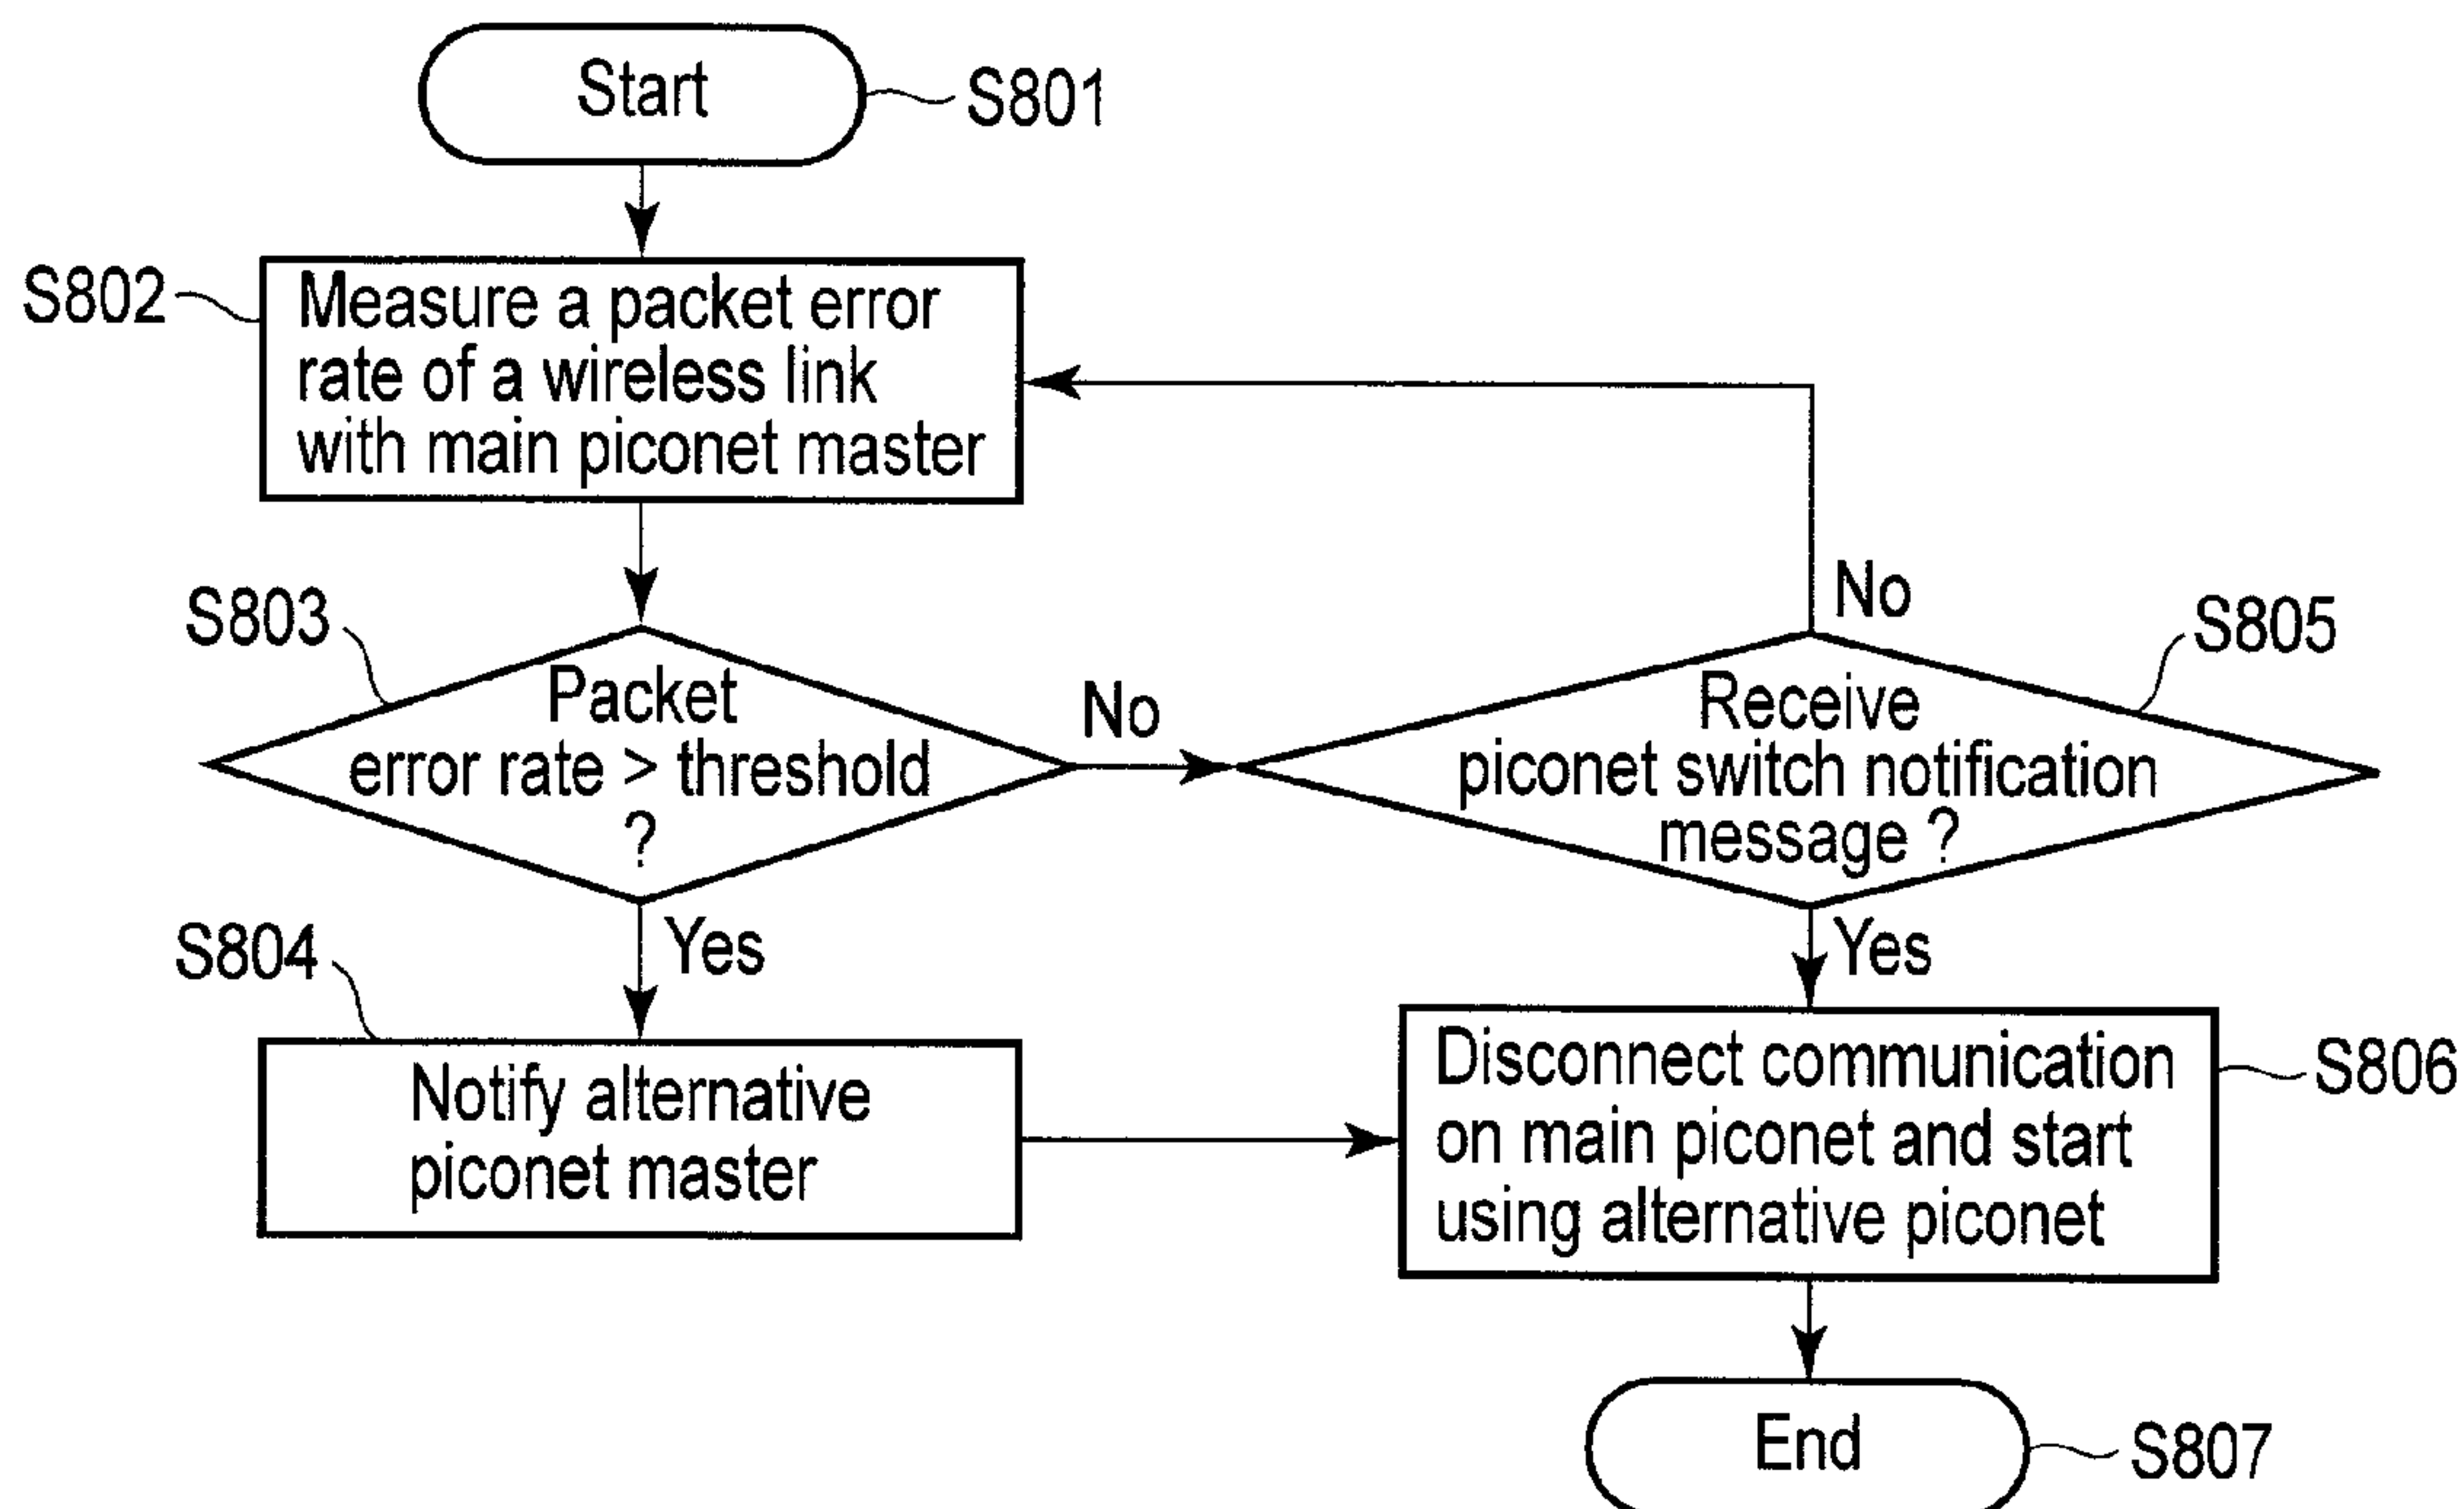 Start
S801
S802
Measure a packet error
rate of a wireless link
with main piconet master
S803
Packet
error rate > threshold
?
No
Yes
S805
Receive
piconet switch notification
message ?
No
Yes
S804
Notify alternative
piconet master
S806
Disconnect communication
on main piconet and start
using alternative piconet
End
S807